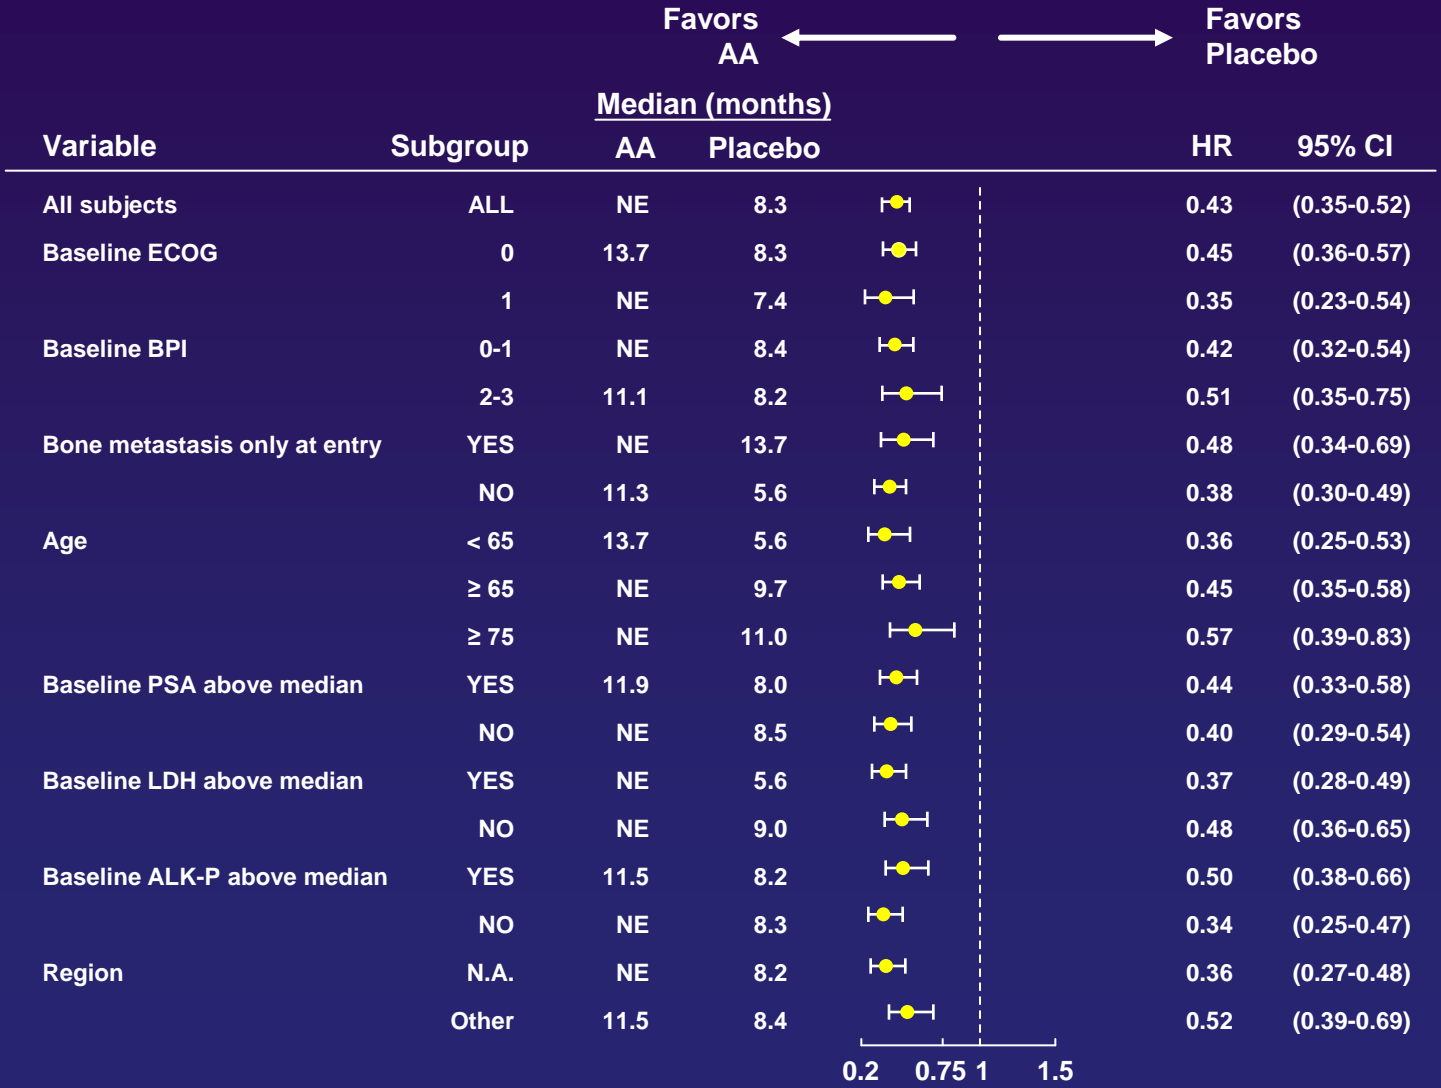 Favors AA Favors Placebo
Median (months)
Variable Subgroup AA Placebo HR 95% CI
All subjects ALL NE 8.3 0.43 (0.35-0.52)
Baseline ECOG 0 13.7 8.3 0.45 (0.36-0.57)
1 NE 7.4 0.35 (0.23-0.54)
Baseline BPI 0-1 NE 8.4 0.42 (0.32-0.54)
2-3 11.1 8.2 0.51 (0.35-0.75)
Bone metastasis only at entry YES NE 13.7 0.48 (0.34-0.69)
NO 11.3 5.6 0.38 (0.30-0.49)
Age < 65 13.7 5.6 0.36 (0.25-0.53)
≥ 65 NE 9.7 0.45 (0.35-0.58)
≥ 75 NE 11.0 0.57 (0.39-0.83)
Baseline PSA above median YES 11.9 8.0 0.44 (0.33-0.58)
NO NE 8.5 0.40 (0.29-0.54)
Baseline LDH above median YES NE 5.6 0.37 (0.28-0.49)
NO NE 9.0 0.48 (0.36-0.65)
Baseline ALK-P above median YES 11.5 8.2 0.50 (0.38-0.66)
NO NE 8.3 0.34 (0.25-0.47)
Region N.A. NE 8.2 0.36 (0.27-0.48)
Other 11.5 8.4 0.52 (0.39-0.69)
0.2 0.75 1 1.5